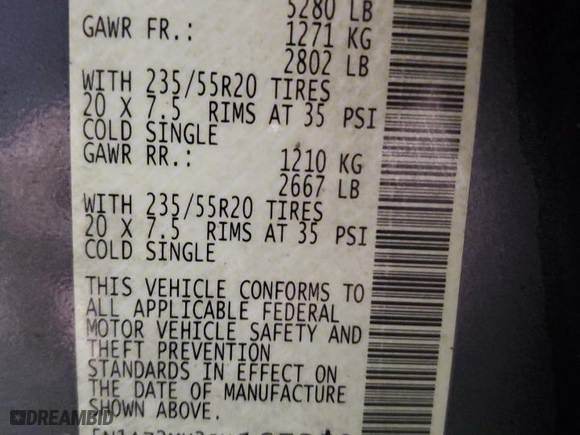 5280 LB
GAWR FR.: 1271 KG
2802 LB
WITH 235/55R20 TIRES
20 X 7.5 RIMS AT 35 PSI
COLD SINGLE
GAWR RR.: 1210 KG
2667 LB
WITH 235/55R20 TIRES
20 X 7.5 RIMS AT 35 PSI
COLD SINGLE
THIS VEHICLE CONFORMS TO
ALL APPLICABLE FEDERAL
MOTOR VEHICLE SAFETY AND
THEFT PREVENTION
STANDARDS IN EFFECT ON
THE DATE OF MANUFACTURE
SHOWN ABOVE.
DREAMBID